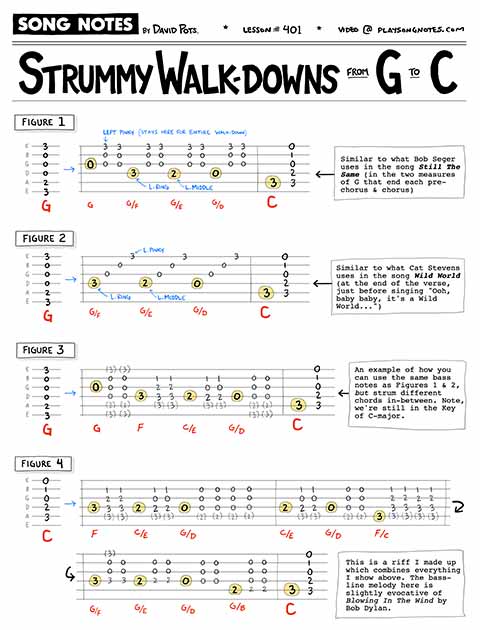 SONG NOTES BY DAVID POTS. * LESSON # 401 * VIDEO @ PLAYSONGNOTES.COM
STRUMMY WALK-DOWNS FROM G TO C
FIGURE 1
LEFT PINKY (STAYS HERE FOR ENTIRE WALK-DOWN)
L.RING
L.MIDDLE
G G G/F G/E G/D C
Similar to what Bob Seger
uses in the song Still The
Same (in the two measures
of G that end each pre-
chorus & chorus)
FIGURE 2
L.PINKY
L.RING
L.MIDDLE
G G/F G/E G/D C
Similar to what Cat Stevens
uses in the song Wild World
(at the end of the verse,
just before singing "Ooh,
baby baby, it's a Wild
World...")
FIGURE 3
G G F C/E G/D C
An example of how you
can use the same bass
notes as Figures 1 & 2,
but strum different
chords in-between. Note,
we're still in the Key
of C-major.
FIGURE 4
C F C/E G/D C/E G/D F/C
G/F G/E G/D G/B C
This is a riff I made up
which combines everything
I show above. The bass-
line melody here is
slightly evocative of
Blowing In The Wind by
Bob Dylan.